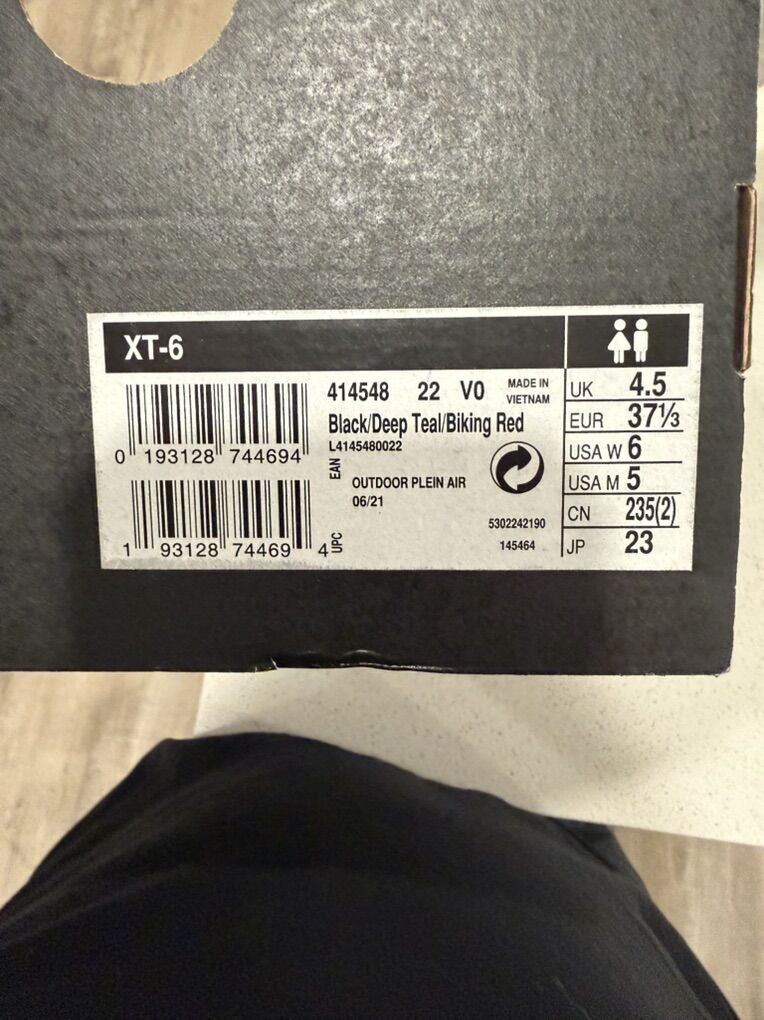 XT-6
0 193128 744694
1 93128 74469 4
EAN
UPC
414548 22 V0
MADE IN
VIETNAM
Black/Deep Teal/Biking Red
L4145480022
OUTDOOR PLEIN AIR
06/21
5302242190
145464
UK 4.5
EUR 37⅓
USA W 6
USA M 5
CN 235(2)
JP 23